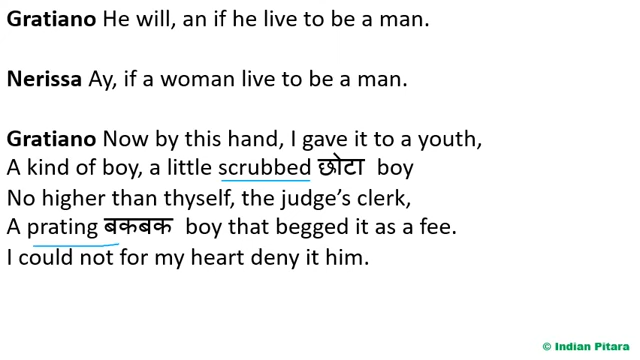 Gratiano He will, an if he live to be a man.
Nerissa Ay, if a woman live to be a man.
Gratiano Now by this hand, I gave it to a youth,
A kind of boy, a little scrubbed छोटा boy
No higher than thyself, the judge’s clerk,
A prating बकबक boy that begged it as a fee.
I could not for my heart deny it him.
© Indian Pitara